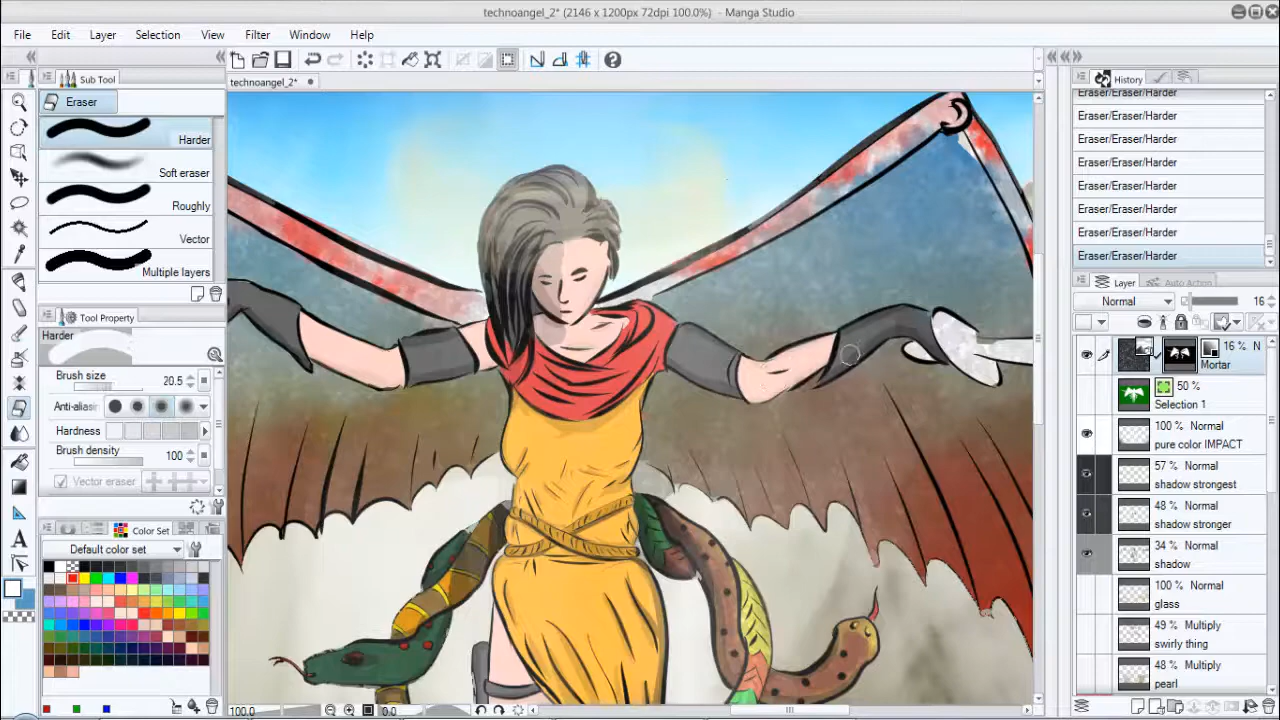 technoangel_2* (2146 x 1200px 72dpi 100.0%) - Manga Studio
File Edit Layer Selection View Filter Window Help
technoangel_2*
Sub Tool
Eraser
Harder
Soft eraser
Roughly
Vector
Multiple layers
Tool Property
Harder
Brush size 20.5
Anti-aliasi
Hardness
Brush density 100
Vector eraser
Color Set
Default color set
100.0
0.0
History
Eraser/Eraser/Harder
Eraser/Eraser/Harder
Eraser/Eraser/Harder
Eraser/Eraser/Harder
Eraser/Eraser/Harder
Eraser/Eraser/Harder
Eraser/Eraser/Harder
Eraser/Eraser/Harder
Layer Auto Action
Normal 16
16 % N
Mortar
50 %
Selection 1
100 % Normal
pure color IMPACT
57 % Normal
shadow strongest
48 % Normal
shadow stronger
34 % Normal
shadow
100 % Normal
glass
49 % Multiply
swirly thing
48 % Multiply
pearl